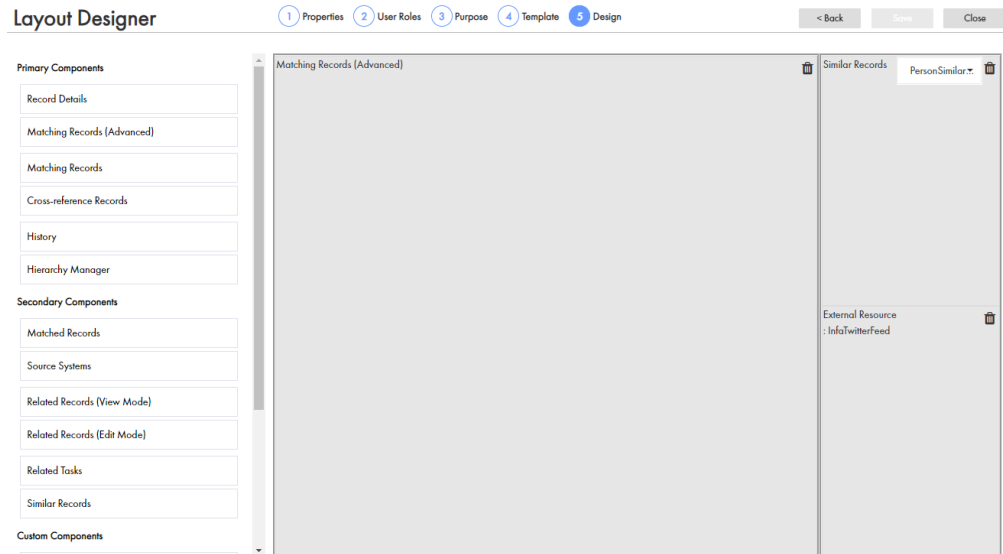 Layout Designer
1 Properties 2 User Roles 3 Purpose 4 Template 5 Design
< Back
Save
Close
Primary Components
Record Details
Matching Records (Advanced)
Matching Records
Cross-reference Records
History
Hierarchy Manager
Secondary Components
Matched Records
Source Systems
Related Records (View Mode)
Related Records (Edit Mode)
Related Tasks
Similar Records
Custom Components
Matching Records (Advanced)
Similar Records
PersonSimilar...
External Resource
: InfaTwitterFeed